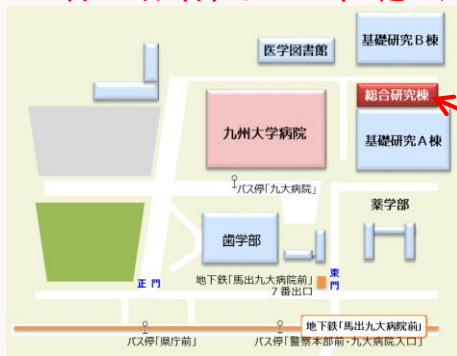 医学図書館
基礎研究B棟
総合研究棟
九州大学病院
基礎研究A棟
バス停「九大病院」
薬学部
歯学部
正門
東門
地下鉄「馬出九大病院前」
7番出口
地下鉄「馬出九大病院前」
バス停「県庁前」
バス停「警察本部前・九大病院入口」